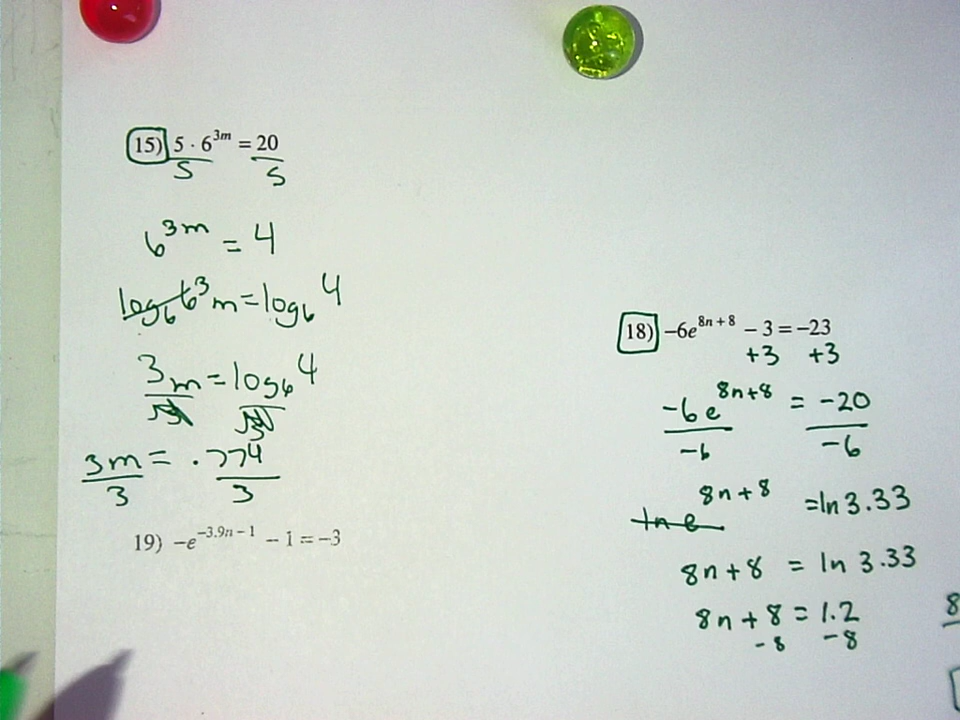 15) 5 · 6^{3m} = 20
5 5
6^{3m} = 4
log₆ 6³m = log₆ 4
3m = log₆ 4
3m = .774
3 3
19) −e^{−3.9n − 1} − 1 = −3
18) −6e^{8n + 8} − 3 = −23
+3 +3
-6e^{8n+8} = -20
-6 -6
ln e^{8n+8} = ln 3.33
8n+8 = ln 3.33
8n+8 = 1.2
-8 -8
8